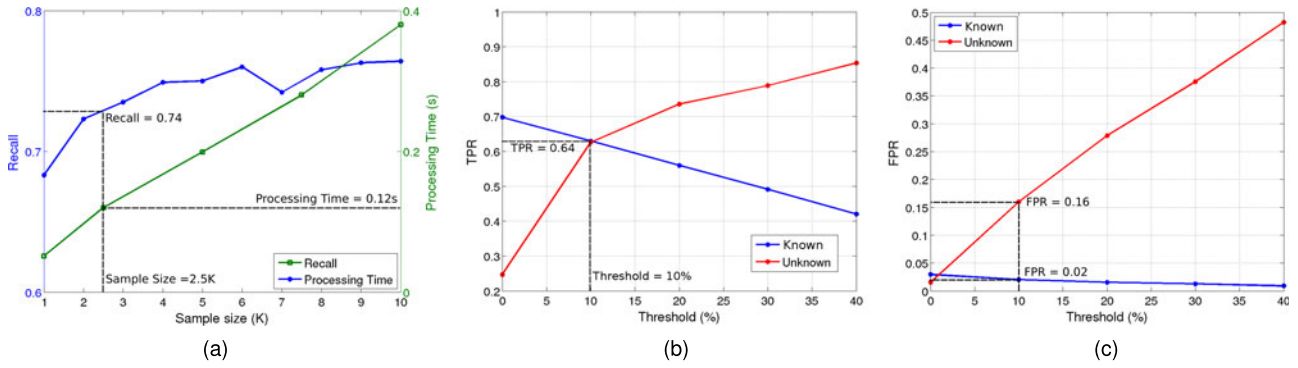 0.8
0.7
0.6
Recall
0.4
0.2
0
Processing Time (s)
Recall = 0.74
Processing Time = 0.12s
Sample Size =2.5K
Recall
Processing Time
1 2 3 4 5 6 7 8 9 10
Sample size (K)
(a)
1
0.9
0.8
0.7
0.6
0.5
0.4
0.3
0.2
TPR
TPR = 0.64
Threshold = 10%
Known
Unknown
0 5 10 15 20 25 30 35 40
Threshold (%)
(b)
0.5
0.45
0.4
0.35
0.3
0.25
0.2
0.15
0.1
0.05
0
FPR
Known
Unknown
FPR = 0.16
FPR = 0.02
0 5 10 15 20 25 30 35 40
Threshold (%)
(c)